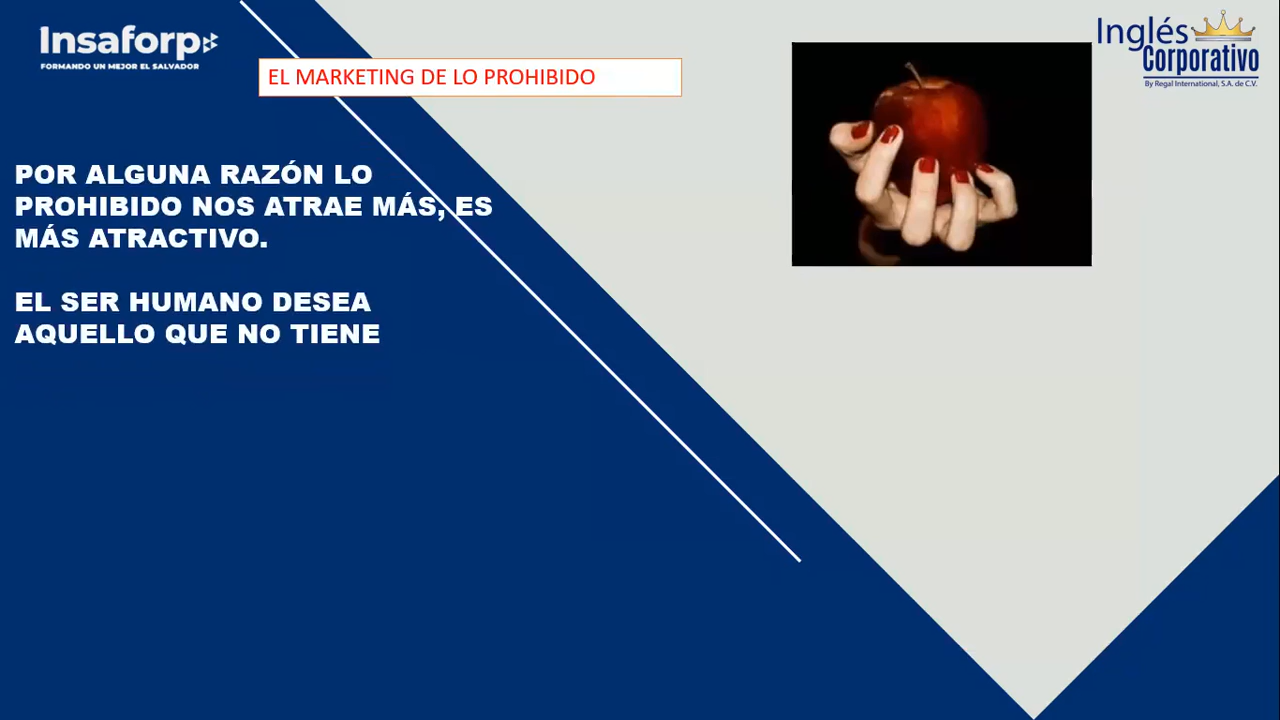 Insaforp
FORMANDO UN MEJOR EL SALVADOR
EL MARKETING DE LO PROHIBIDO
Inglés
Corporativo
By Regal International, S.A. de C.V.
POR ALGUNA RAZÓN LO
PROHIBIDO NOS ATRAE MÁS, ES
MÁS ATRACTIVO.
EL SER HUMANO DESEA
AQUELLO QUE NO TIENE